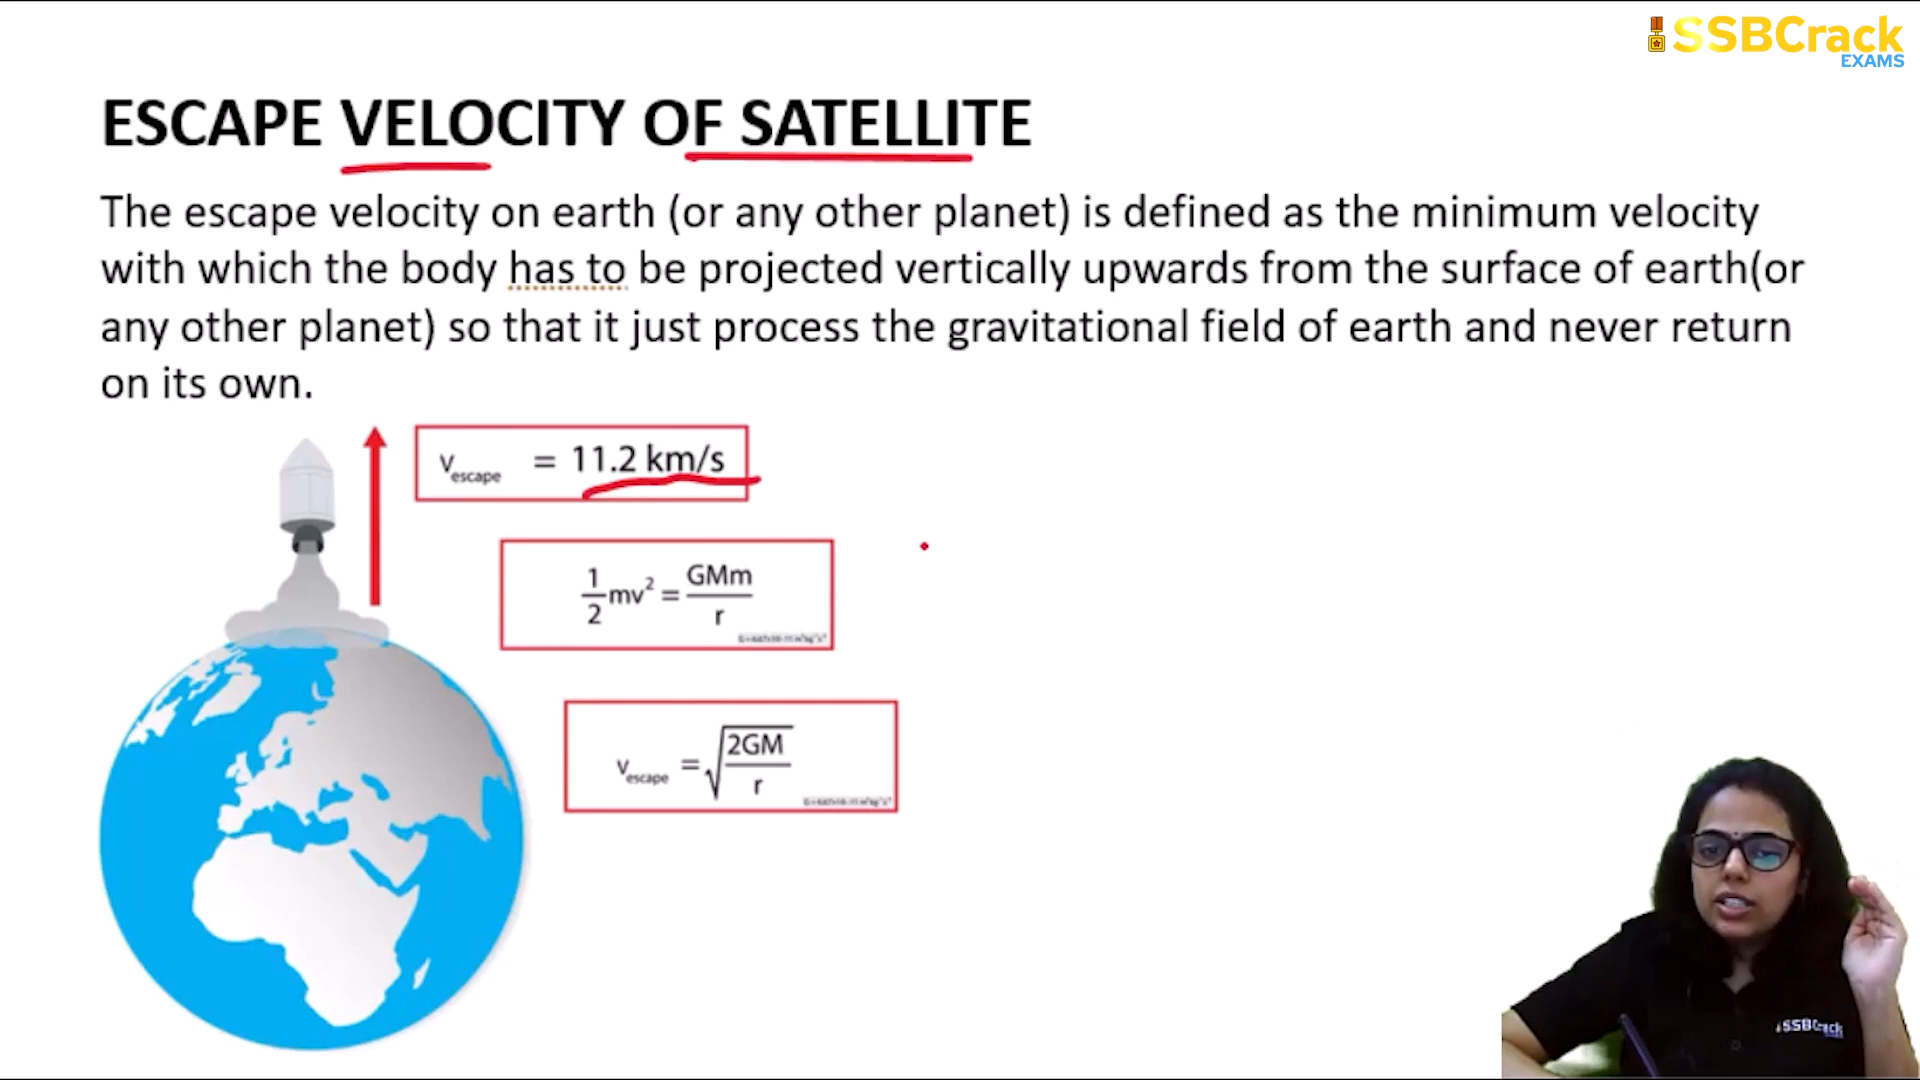 SSBCrack
EXAMS
ESCAPE VELOCITY OF SATELLITE
The escape velocity on earth (or any other planet) is defined as the minimum velocity
with which the body has to be projected vertically upwards from the surface of earth(or
any other planet) so that it just process the gravitational field of earth and never return
on its own.
v_escape = 11.2 km/s
1/2 mv² = GMm/r
v_escape = √(2GM/r)
SSBCrack